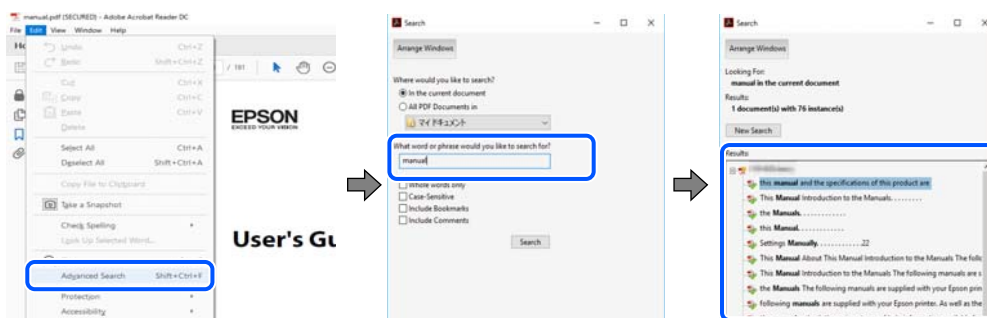 manual.pdf (SECURED) - Adobe Acrobat Reader DC
File Edit View Window Help
Undo Ctrl+Z
Redo Shift+Ctrl+Z
Cut Ctrl+X
Copy Ctrl+C
Paste Ctrl+V
Delete
Select All Ctrl+A
Deselect All Shift+Ctrl+A
Copy File to Clipboard
Take a Snapshot
Check Spelling
Look Up Selected Word...
Advanced Search Shift+Ctrl+F
Protection
Accessibility
/ 181
EPSON
EXCEED YOUR VISION
User's Gu
Search
Arrange Windows
Where would you like to search?
In the current document
All PDF Documents in
マイ ドキュメント
What word or phrase would you like to search for?
manual
Whole words only
Case-Sensitive
Include Bookmarks
Include Comments
Search
Search
Arrange Windows
Looking For:
manual in the current document
Results:
1 document(s) with 76 instance(s)
New Search
Results:
this manual and the specifications of this product are
This Manual Introduction to the Manuals.........
the Manuals.............
this Manual.............
Settings Manually.............22
This Manual About This Manual Introduction to the Manuals The follo
This Manual Introduction to the Manuals The following manuals are s
the Manuals The following manuals are supplied with your Epson prin
following manuals are supplied with your Epson printer. As well as the